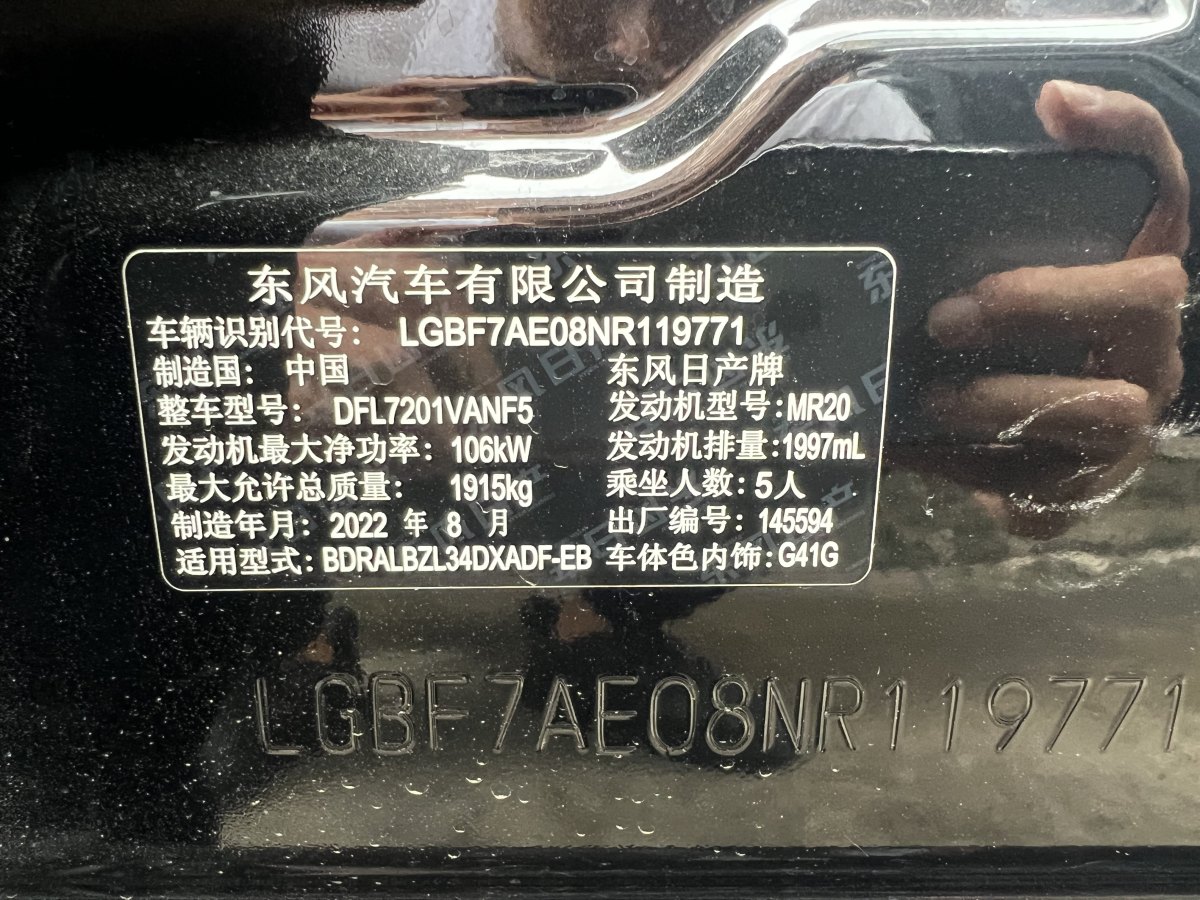 东风汽车有限公司制造
车辆识别代号： LGBF7AE08NR119771
制造国： 中国 东风日产牌
整车型号： DFL7201VANF5 发动机型号：MR20
发动机最大净功率： 106kW 发动机排量：1997mL
最大允许总质量： 1915kg 乘坐人数：5人
制造年月：2022 年 8 月 出厂编号：145594
适用型式：BDRALBZL34DXADF-EB 车体色内饰：G41G
LGBF7AE08NR119771